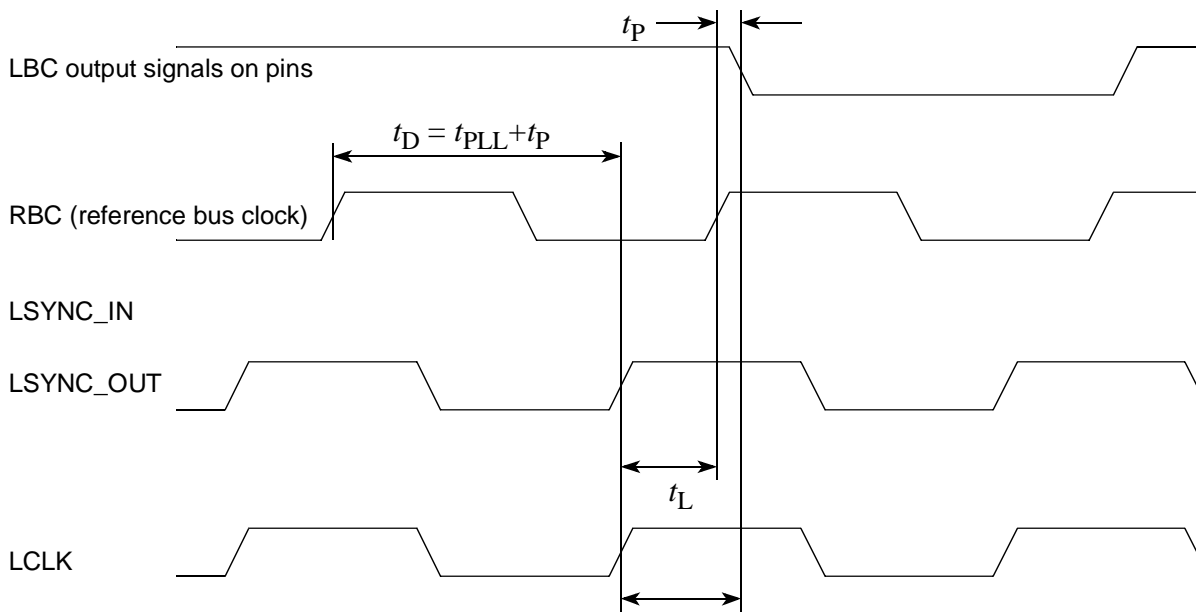 tP
LBC output signals on pins
tD = tPLL+tP
RBC (reference bus clock)
LSYNC_IN
LSYNC_OUT
tL
LCLK